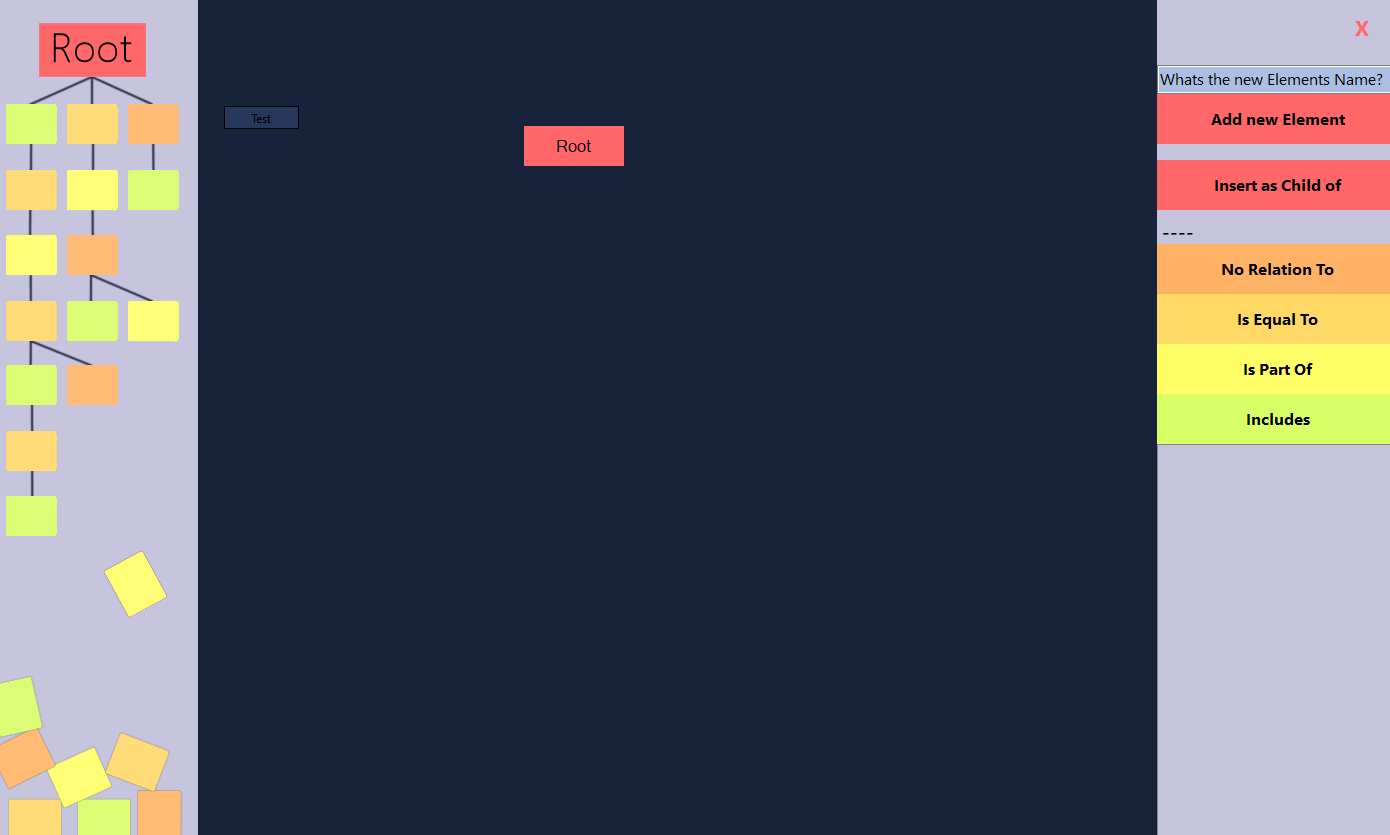 Root
Test
Root
X
Whats the new Elements Name?
Add new Element
Insert as Child of
----
No Relation To
Is Equal To
Is Part Of
Includes